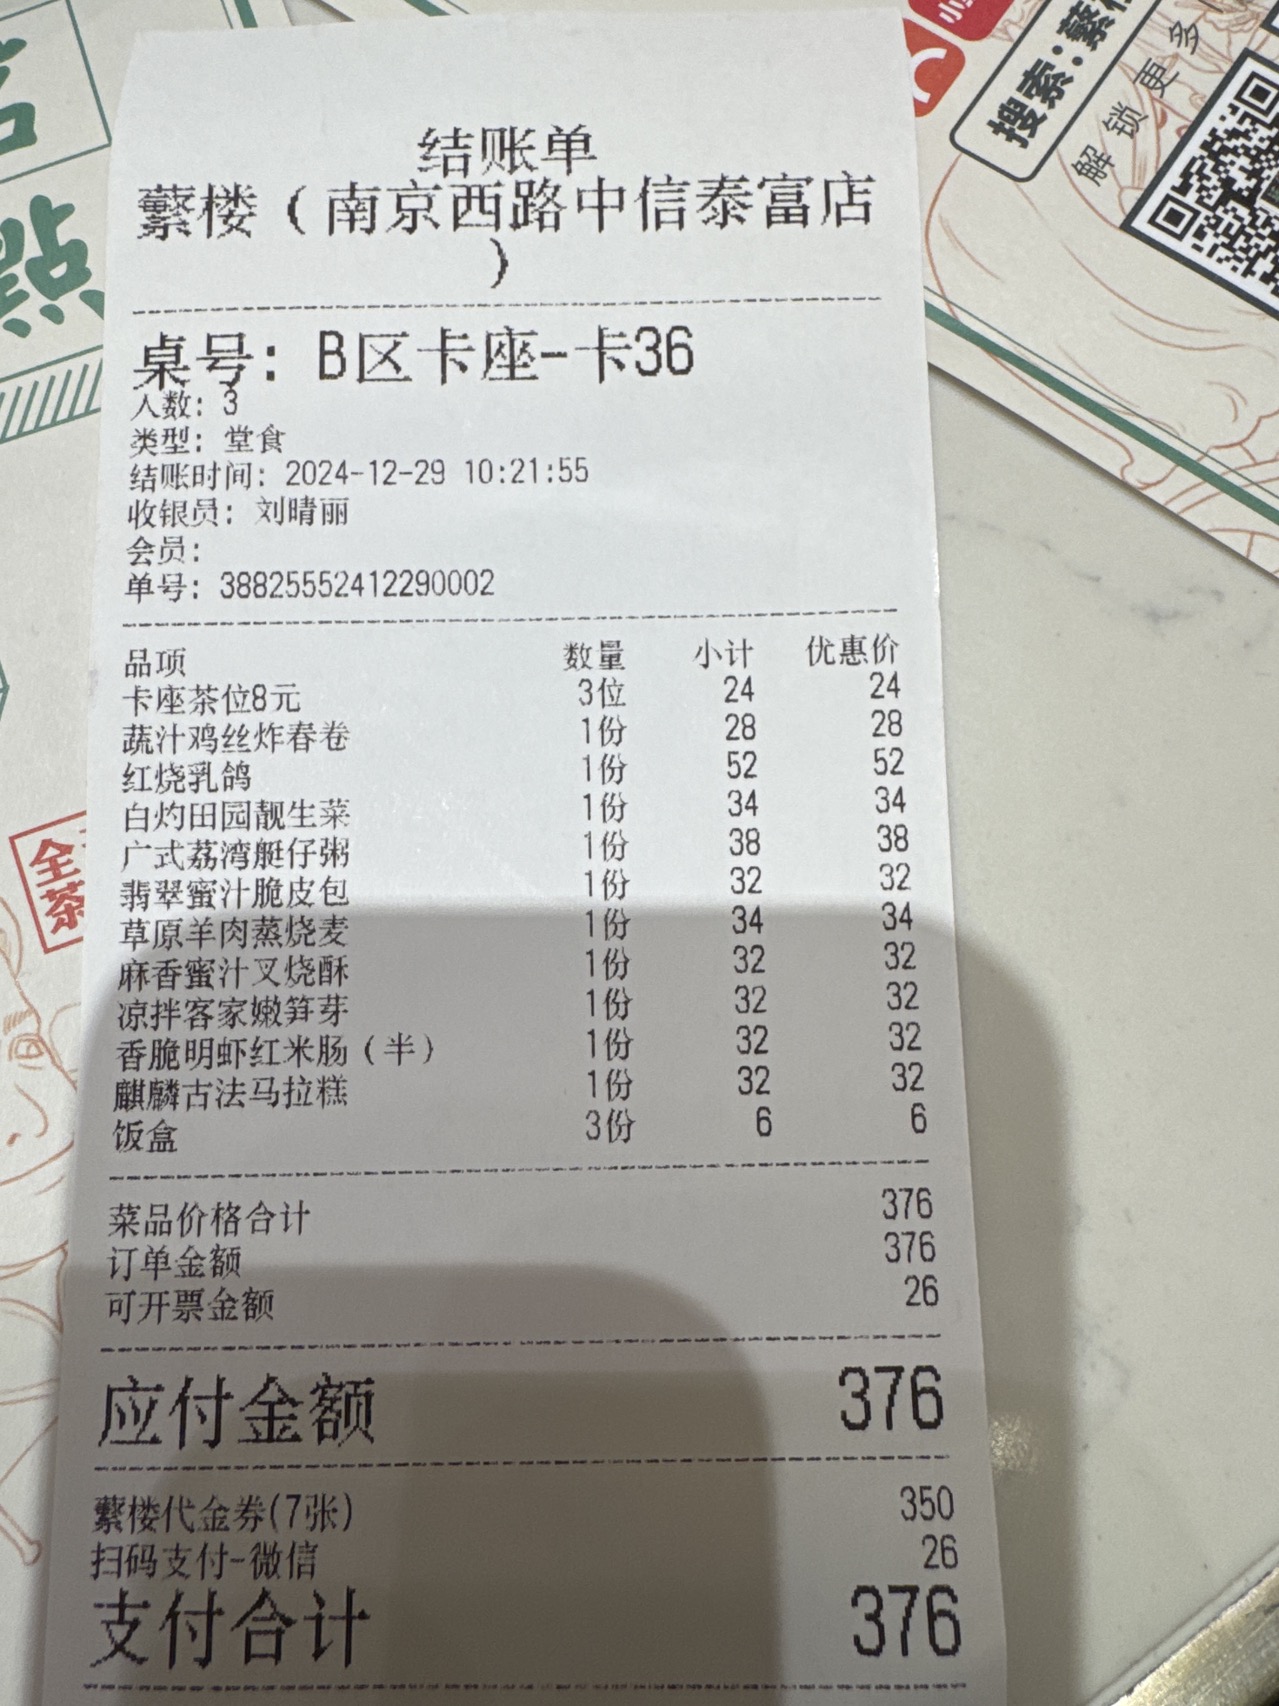 搜索:蘩
解锁更多
點
全
茶
结账单
蘩楼（南京西路中信泰富店
）
桌号: B区卡座-卡36
人数: 3
类型: 堂食
结账时间: 2024-12-29 10:21:55
收银员: 刘晴丽
会员:
单号: 38825552412290002
品项 数量 小计 优惠价
卡座茶位8元 3位 24 24
蔬汁鸡丝炸春卷 1份 28 28
红烧乳鸽 1份 52 52
白灼田园靓生菜 1份 34 34
广式荔湾艇仔粥 1份 38 38
翡翠蜜汁脆皮包 1份 32 32
草原羊肉蒸烧麦 1份 34 34
麻香蜜汁叉烧酥 1份 32 32
凉拌客家嫩笋芽 1份 32 32
香脆明虾红米肠（半） 1份 32 32
麒麟古法马拉糕 1份 32 32
饭盒 3份 6 6
菜品价格合计 376
订单金额 376
可开票金额 26
应付金额 376
蘩楼代金券(7张) 350
扫码支付-微信 26
支付合计 376